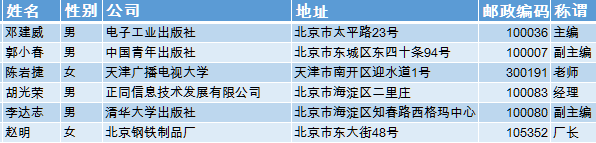 姓名 性别 公司 地址 邮政编码 称谓
邓建威 男 电子工业出版社 北京市太平路23号 100036 主编
郭小春 男 中国青年出版社 北京市东城区东四十条94号 100007 副主编
陈岩捷 女 天津广播电视大学 天津市南开区迎水道1号 300191 老师
胡光荣 男 正同信息技术发展有限公司 北京市海淀区二里庄 100083 经理
李达志 男 清华大学出版社 北京市海淀区知春路西格玛中心 100080 副主编
赵明 女 北京钢铁制品厂 北京市东大街48号 105352 厂长